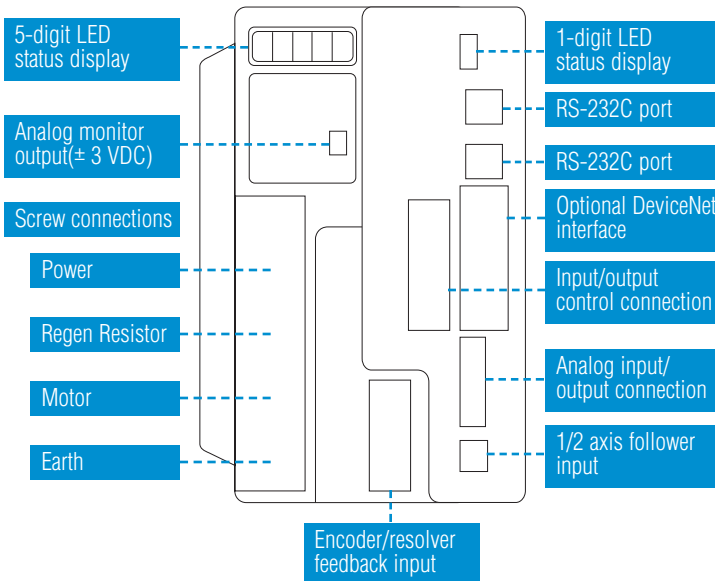 5-digit LED
status display
Analog monitor
output(± 3 VDC)
Screw connections
Power
Regen Resistor
Motor
Earth
Encoder/resolver
feedback input
1-digit LED
status display
RS-232C port
RS-232C port
Optional DeviceNet
interface
Input/output
control connection
Analog input/
output connection
1/2 axis follower
input